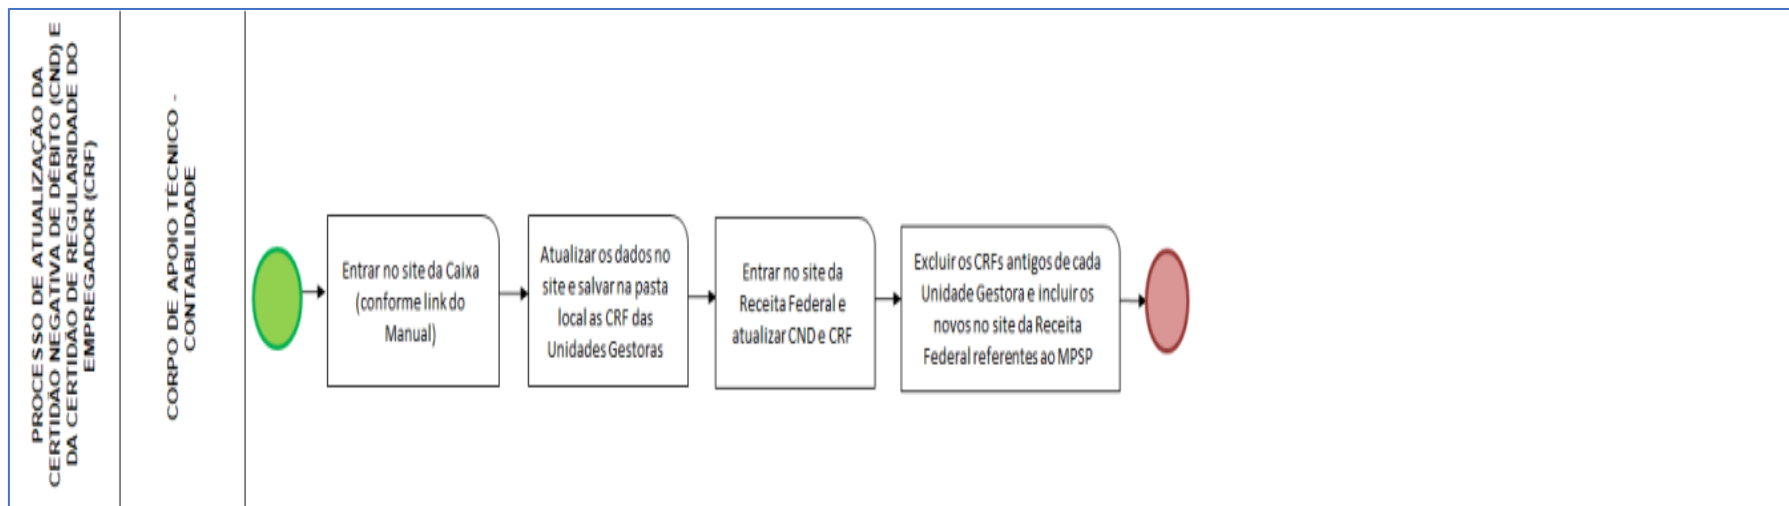 PROCESSO DE ATUALIZAÇÃO DA
CERTIDÃO NEGATIVA DE DÉBITO (CND) E
DA CERTIDÃO DE REGULARIDADE DO
EMPREGADOR (CRF)
CORPO DE APOIO TÉCNICO -
CONTABILIDADE
Entrar no site da Caixa
(conforme link do
Manual)
Atualizar os dados no
site e salvar na pasta
local as CRF das
Unidades Gestoras
Entrar no site da
Receita Federal e
atualizar CND e CRF
Excluir os CRFs antigos de cada
Unidade Gestora e incluir os
novos no site da Receita
Federal referentes ao MPSP